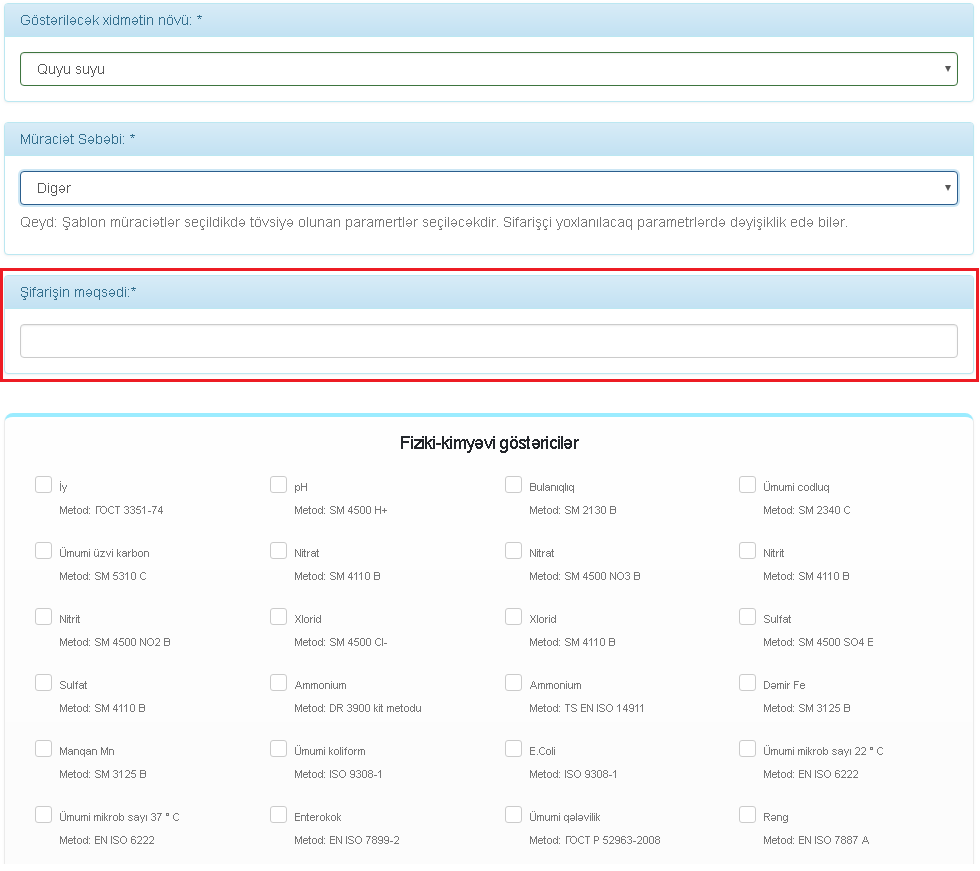 Göstəriləcək xidmətin növü: *
Quyu suyu
Müraciət Səbəbi: *
Digər
Qeyd: Şablon müraciətlər seçildikdə tövsiyə olunan paramertlər seçiləcəkdir. Sifarişçi yoxlanılacaq parametrlərdə dəyişiklik edə bilər.
Şifarişin məqsədi:*
Fiziki-kimyəvi göstəricilər
İy pH Bulanıqlıq Ümumi codluq
Metod: ГОСТ 3351-74 Metod: SM 4500 H+ Metod: SM 2130 B Metod: SM 2340 C
Ümumi üzvi karbon Nitrat Nitrat Nitrit
Metod: SM 5310 C Metod: SM 4110 B Metod: SM 4500 NO3 B Metod: SM 4110 B
Nitrit Xlorid Xlorid Sulfat
Metod: SM 4500 NO2 B Metod: SM 4500 Cl- Metod: SM 4110 B Metod: SM 4500 SO4 E
Sulfat Ammonium Ammonium Dəmir Fe
Metod: SM 4110 B Metod: DR 3900 kit metodu Metod: TS EN ISO 14911 Metod: SM 3125 B
Manqan Mn Ümumi koliform E.Coli Ümumi mikrob sayı 22 ° C
Metod: SM 3125 B Metod: ISO 9308-1 Metod: ISO 9308-1 Metod: EN ISO 6222
Ümumi mikrob sayı 37 ° C Enterokok Ümumi qələvilik Rəng
Metod: EN ISO 6222 Metod: EN ISO 7899-2 Metod: ГОСТ Р 52963-2008 Metod: EN ISO 7887 A